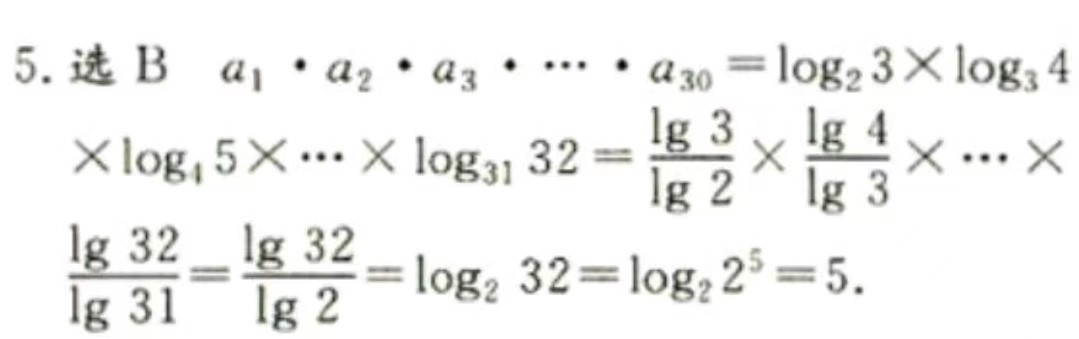 5. 选 B  a₁ · a₂ · a₃ · ⋯ · a₃₀ = log₂ 3 × log₃ 4
× log₄ 5 × ⋯ × log₃₁ 32 = lg 3/lg 2 × lg 4/lg 3 × ⋯ ×
lg 32/lg 31 = lg 32/lg 2 = log₂ 32 = log₂ 2⁵ = 5.